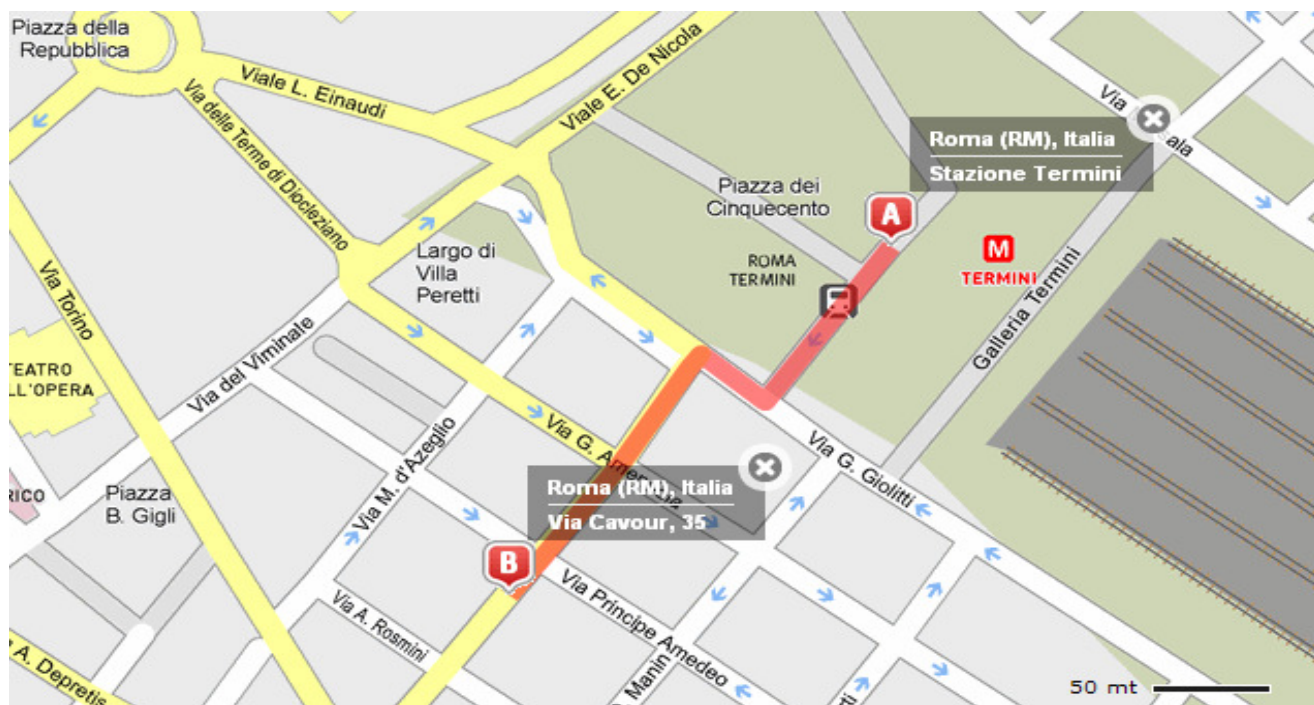 Piazza della
Repubblica
Viale L. Einaudi
Viale E. De Nicola
Via delle Terme di Diocleziano
Via
sala
Roma (RM), Italia
Stazione Termini
Piazza dei
Cinquecento
A
ROMA
TERMINI
M
TERMINI
Largo di
Villa
Peretti
Via Torino
Galleria Termini
TEATRO
LL'OPERA
Via del Viminale
Via M. d'Azeglio
Via G. Amendola
Via G. Giolitti
Roma (RM), Italia
Via Cavour, 35
RICO
Piazza
B. Gigli
B
Via Principe Amedeo
Via A. Rosmini
A. Depretis
Manin
50 mt